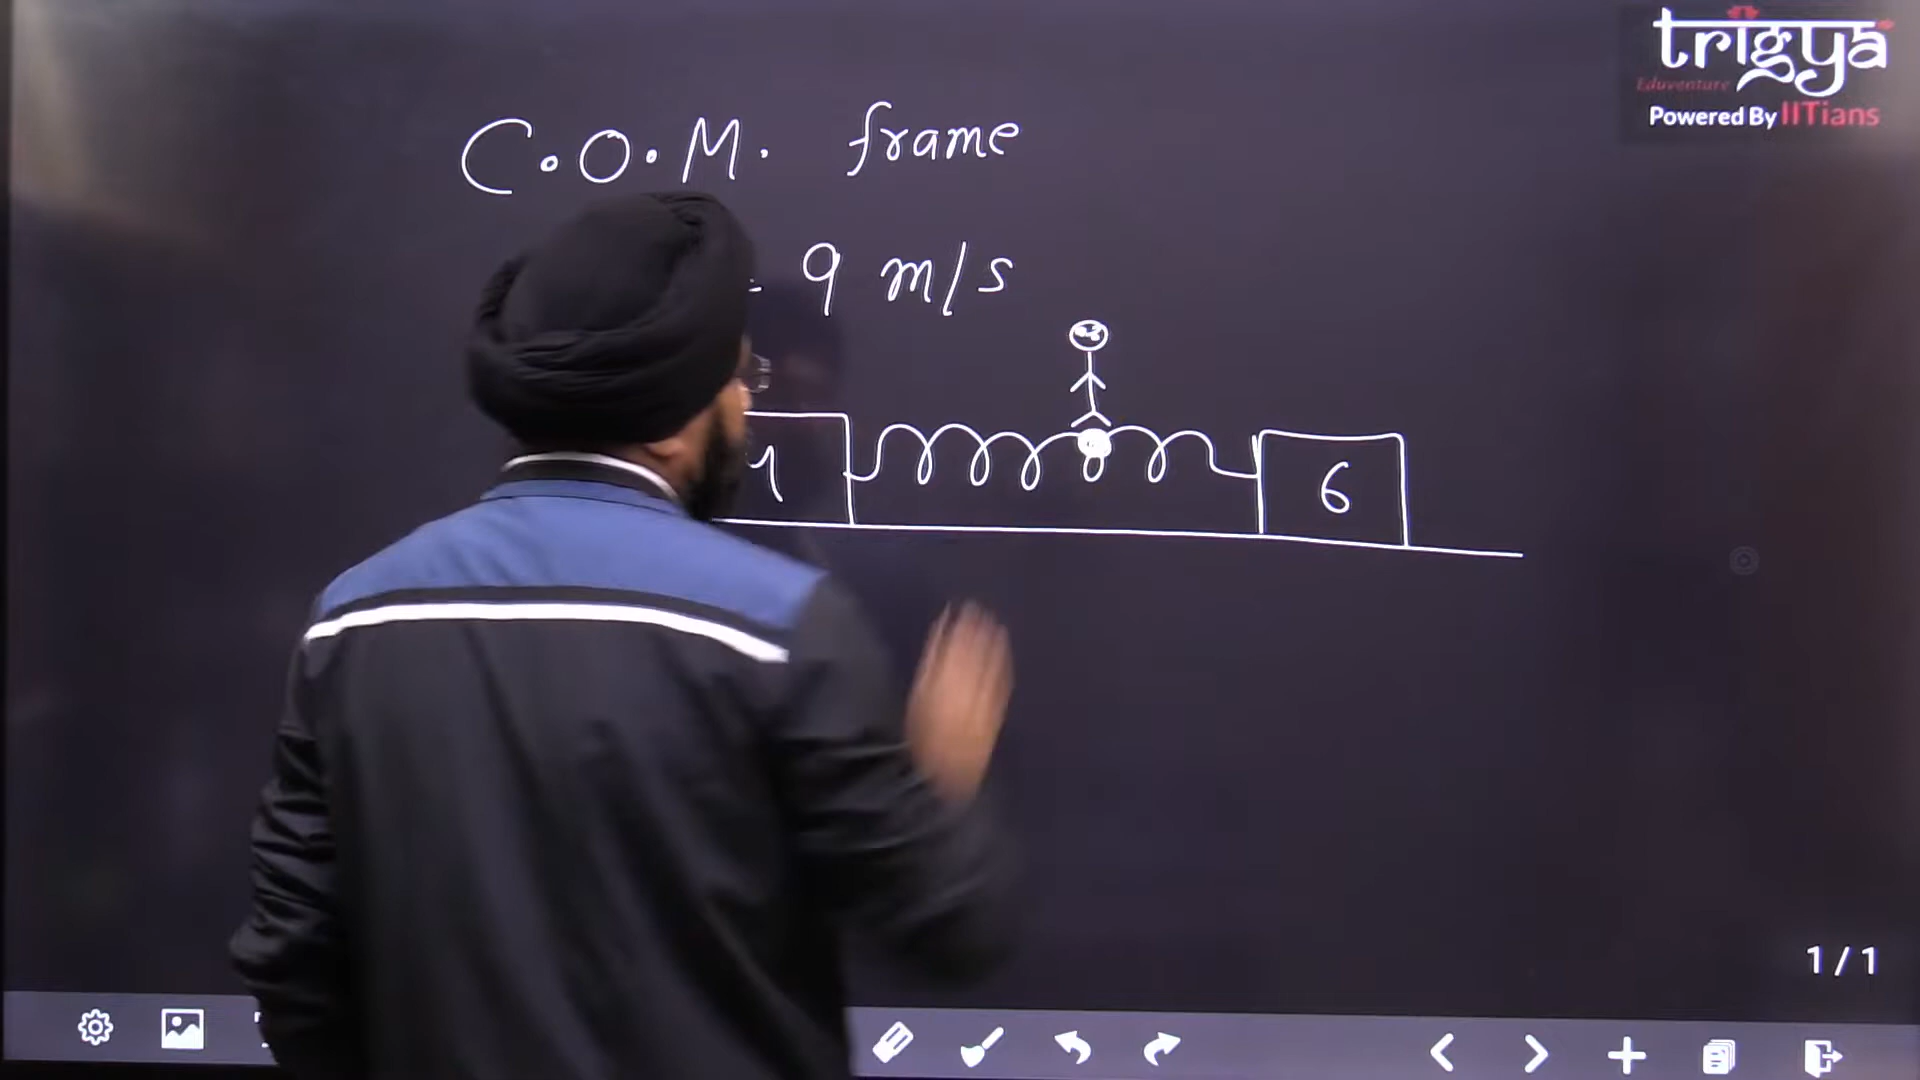 trigya
Eduventure
Powered By IITians
C.O.M. frame
= 9 m/s
6
1 / 1